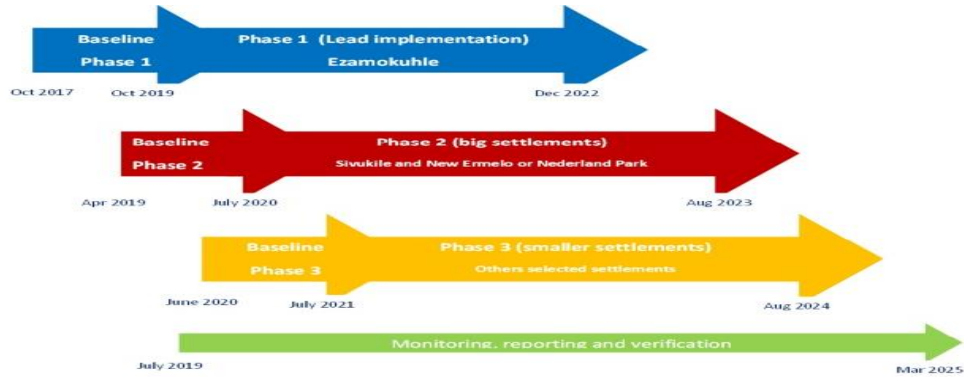 Baseline
Phase 1
Phase 1 (Lead implementation)
Ezamokuhle
Oct 2017
Oct 2019
Dec 2022
Baseline
Phase 2
Phase 2 (big settlements)
Sivukile and New Ermelo or Nederland Park
Apr 2019
July 2020
Aug 2023
Baseline
Phase 3
Phase 3 (smaller settlements)
Others selected settlements
June 2020
July 2021
Aug 2024
Monitoring, reporting and verification
July 2019
Mar 2025